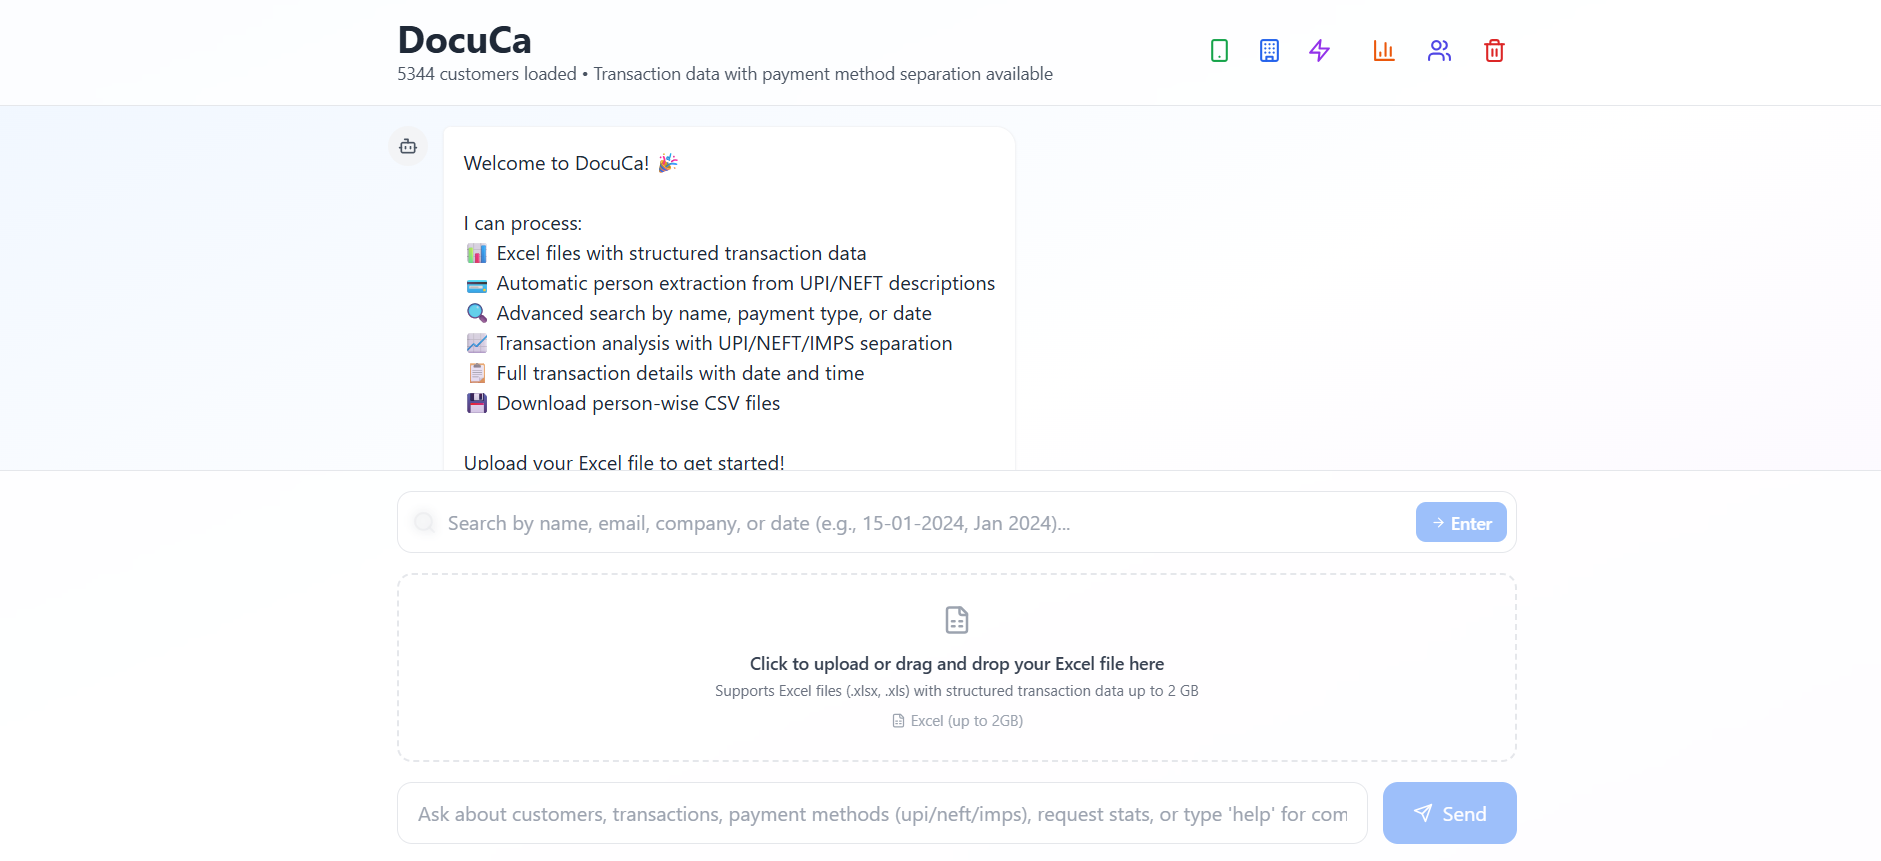 DocuCa
5344 customers loaded • Transaction data with payment method separation available
Welcome to DocuCa! 🎉
I can process:
📊 Excel files with structured transaction data
💳 Automatic person extraction from UPI/NEFT descriptions
🔍 Advanced search by name, payment type, or date
📈 Transaction analysis with UPI/NEFT/IMPS separation
📋 Full transaction details with date and time
💾 Download person-wise CSV files
Upload your Excel file to get started!
Search by name, email, company, or date (e.g., 15-01-2024, Jan 2024)...
Enter
Click to upload or drag and drop your Excel file here
Supports Excel files (.xlsx, .xls) with structured transaction data up to 2 GB
Excel (up to 2GB)
Ask about customers, transactions, payment methods (upi/neft/imps), request stats, or type 'help' for com
Send